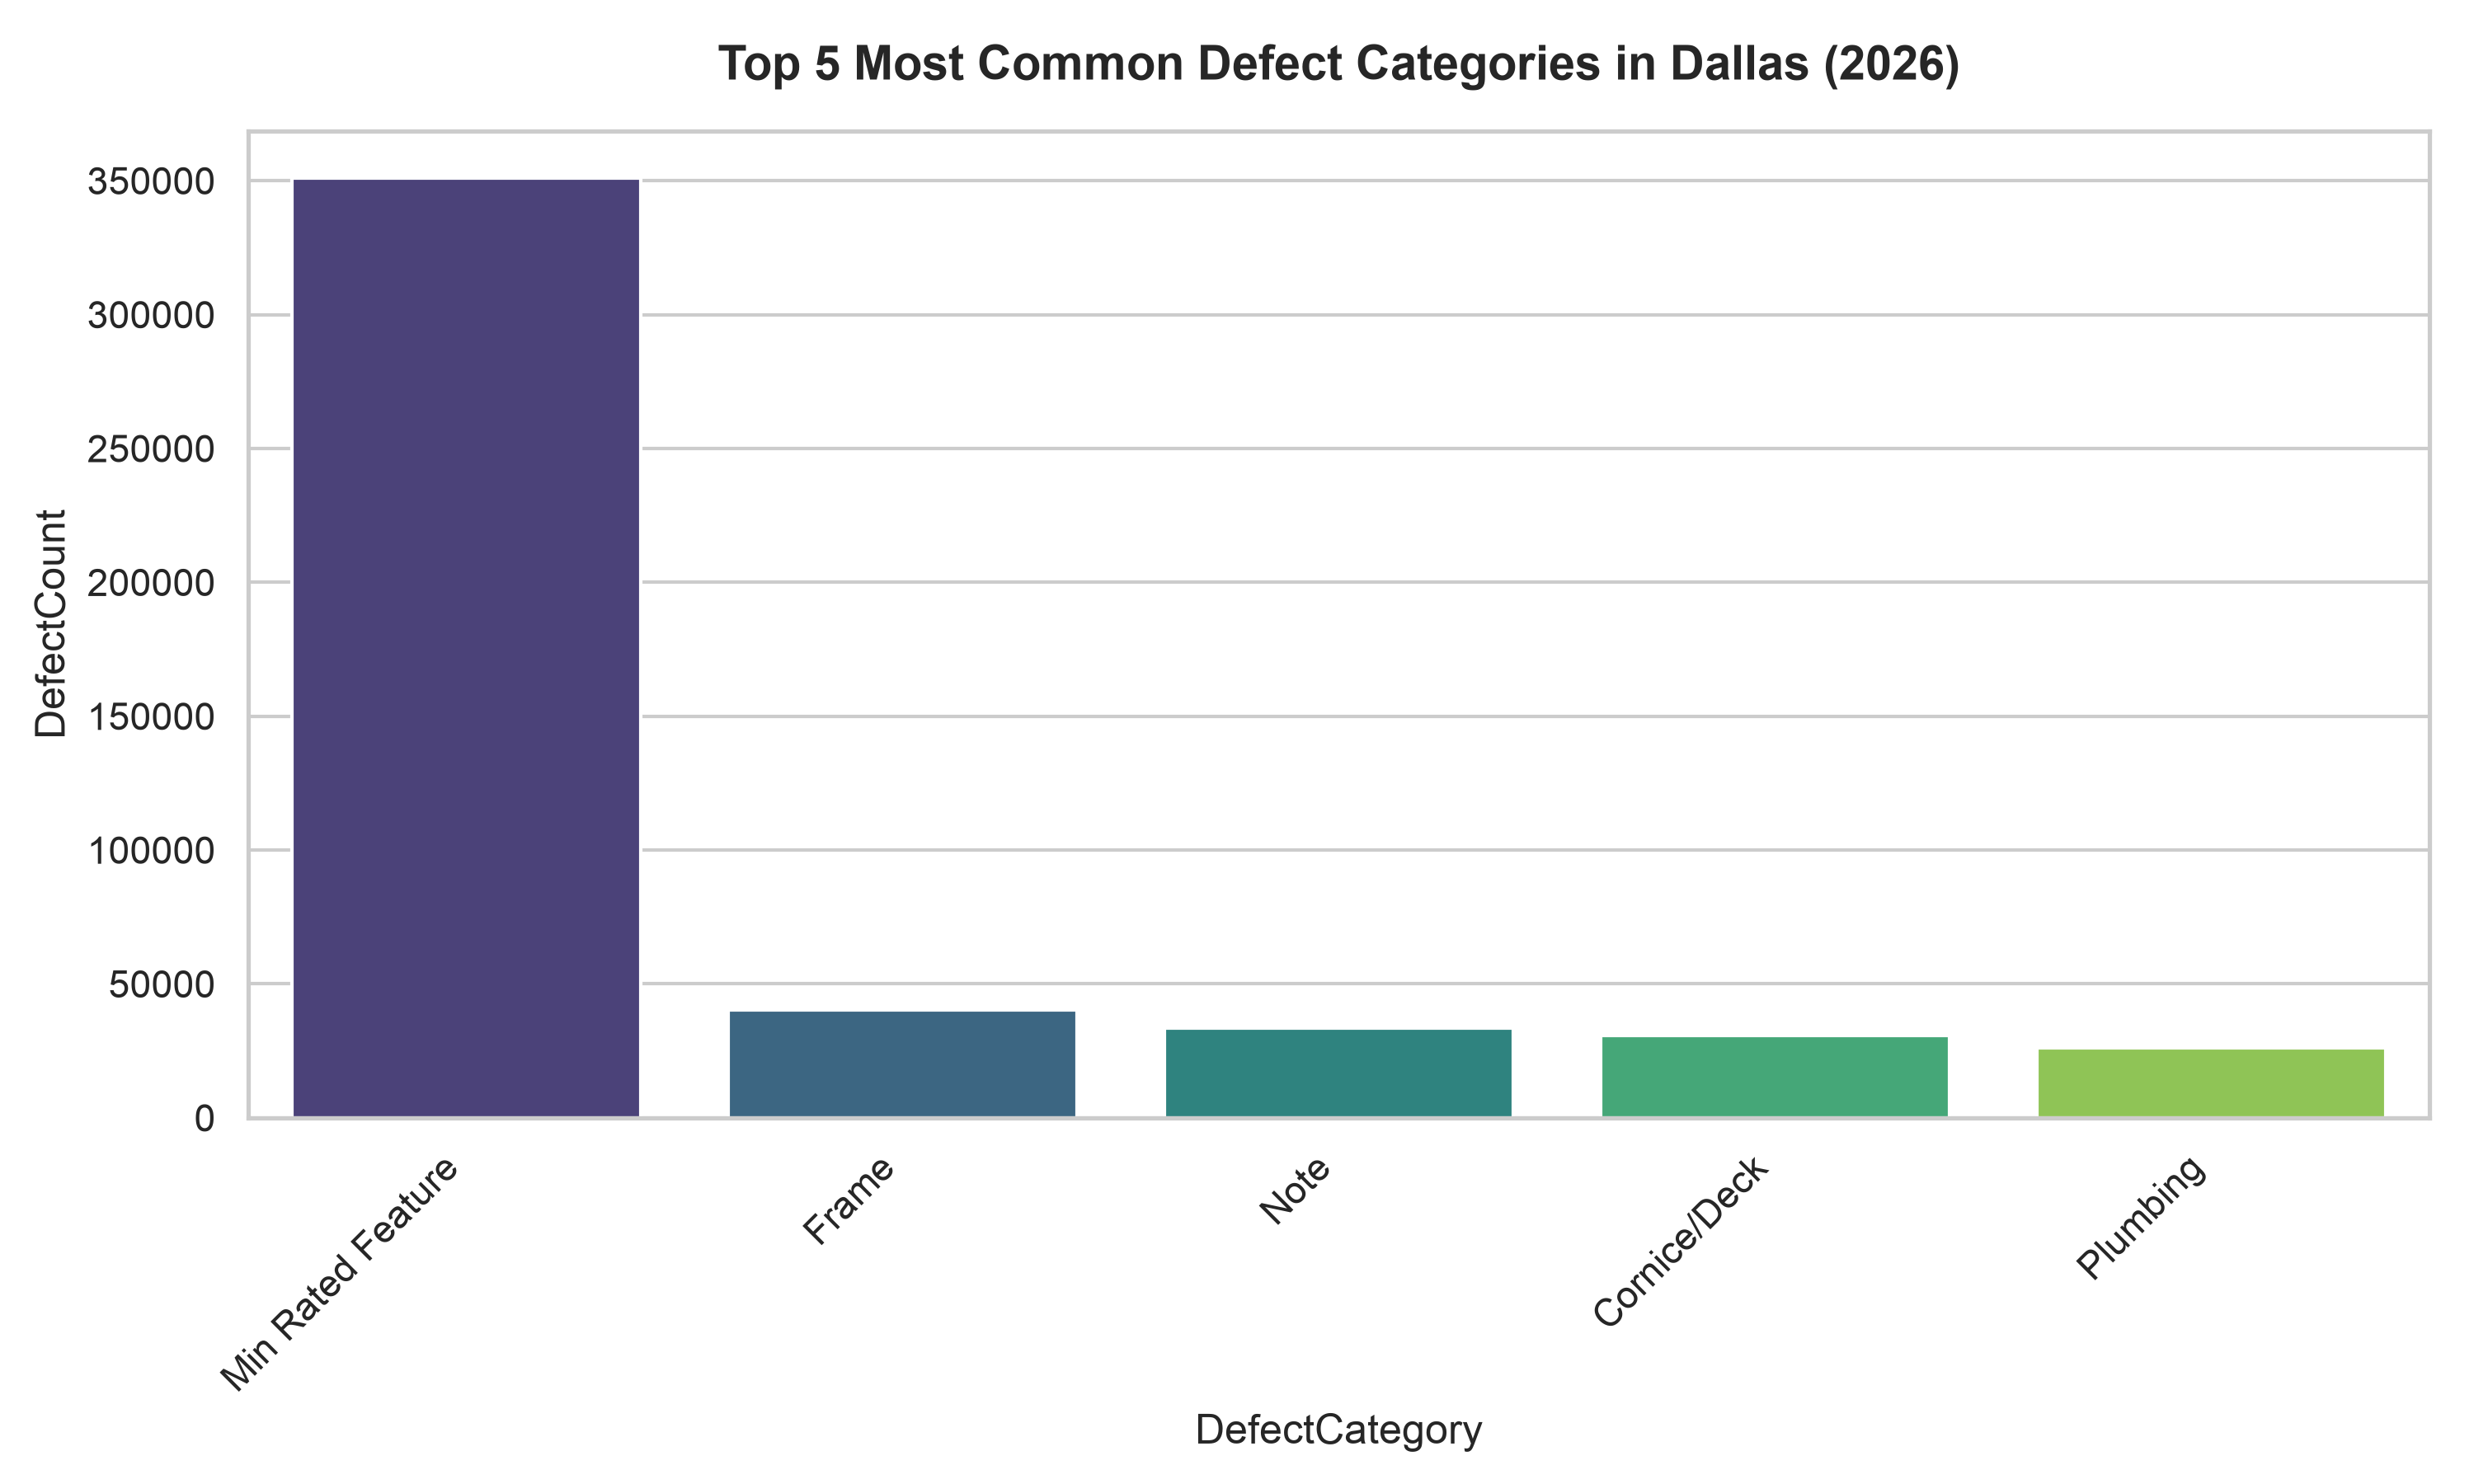 Top 5 Most Common Defect Categories in Dallas (2026)
DefectCount
350000
300000
250000
200000
150000
100000
50000
0
Min Rated Feature
Frame
Note
Cornice/Deck
Plumbing
DefectCategory